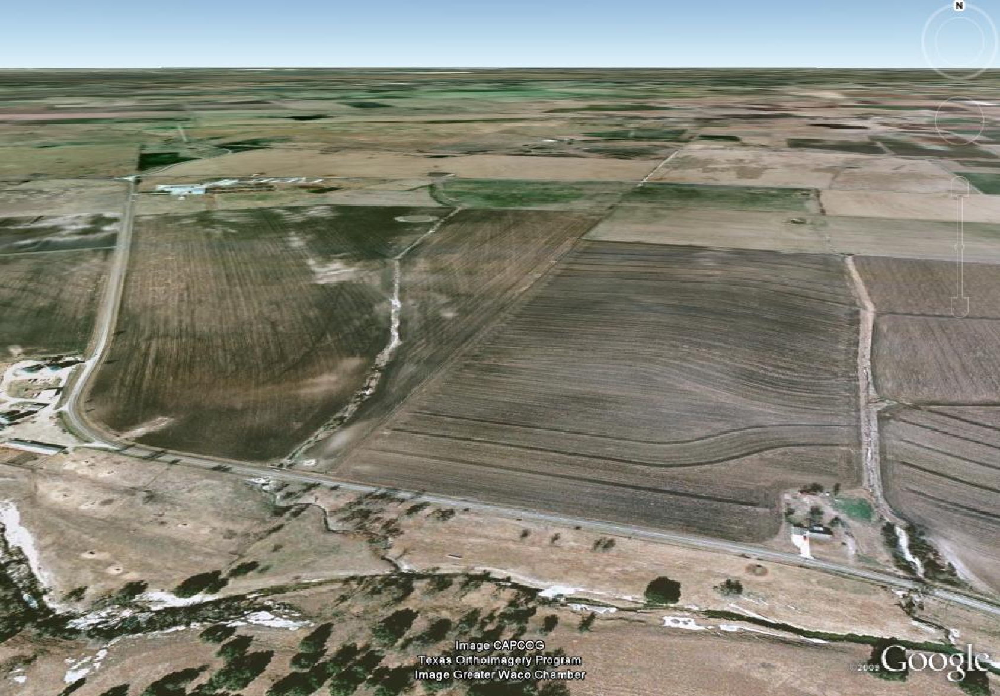 N
Image CAPCOG
Texas Orthoimagery Program
Image Greater Waco Chamber
©2009 Google